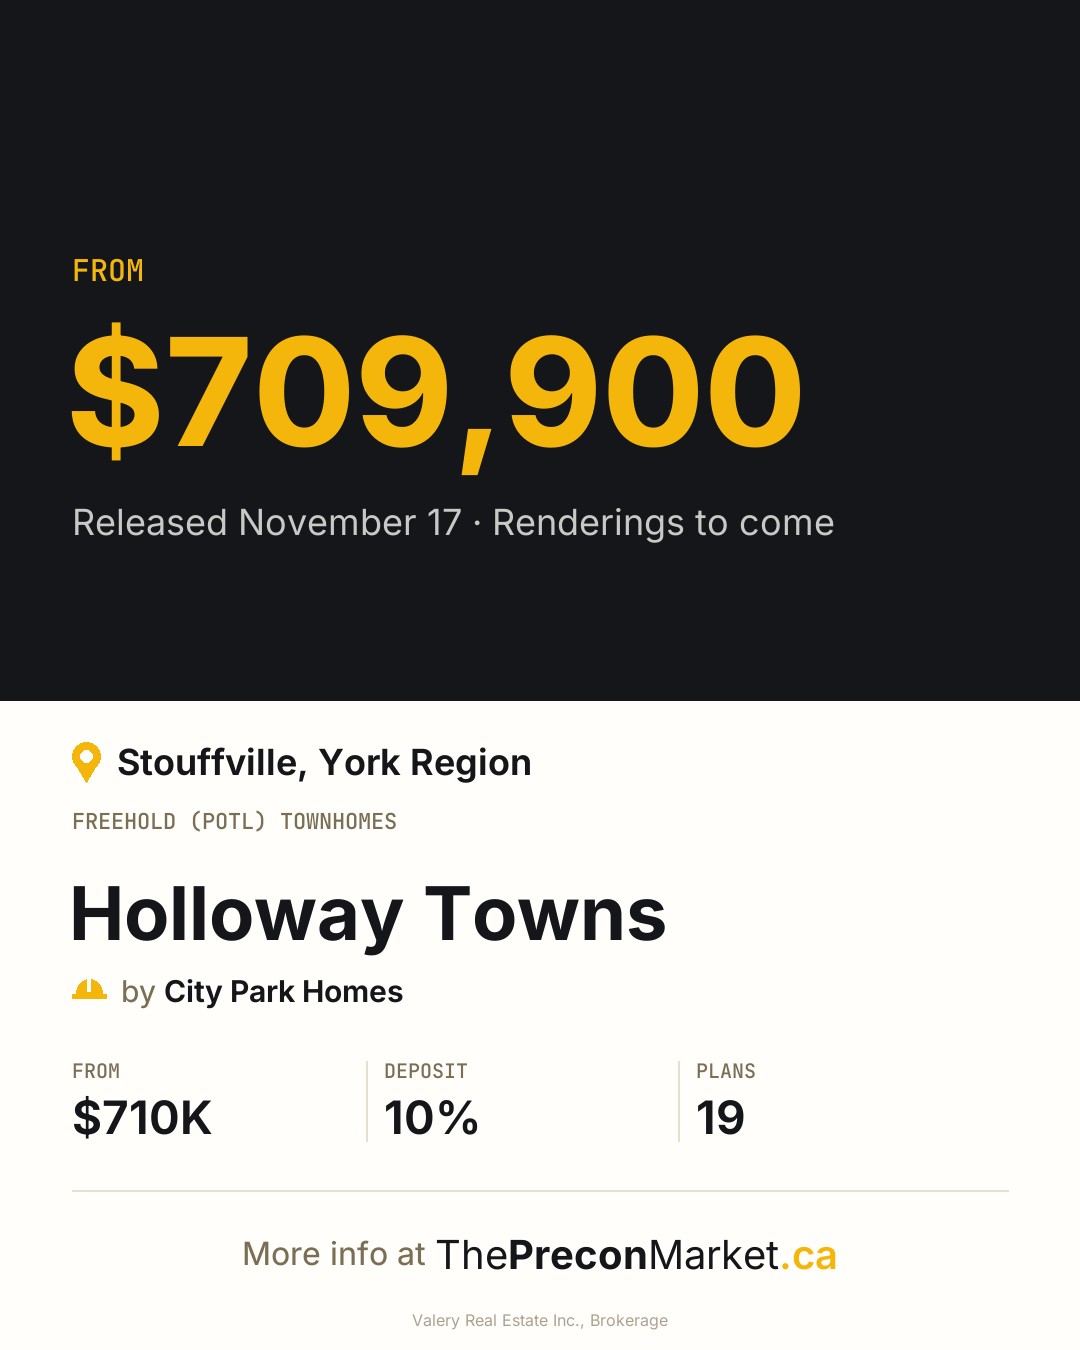 FROM
$709,900
Released November 17 · Renderings to come
Stouffville, York Region
FREEHOLD (POTL) TOWNHOMES
Holloway Towns
by City Park Homes
FROM
$710K
DEPOSIT
10%
PLANS
19
More info at ThePreconMarket.ca
Valery Real Estate Inc., Brokerage